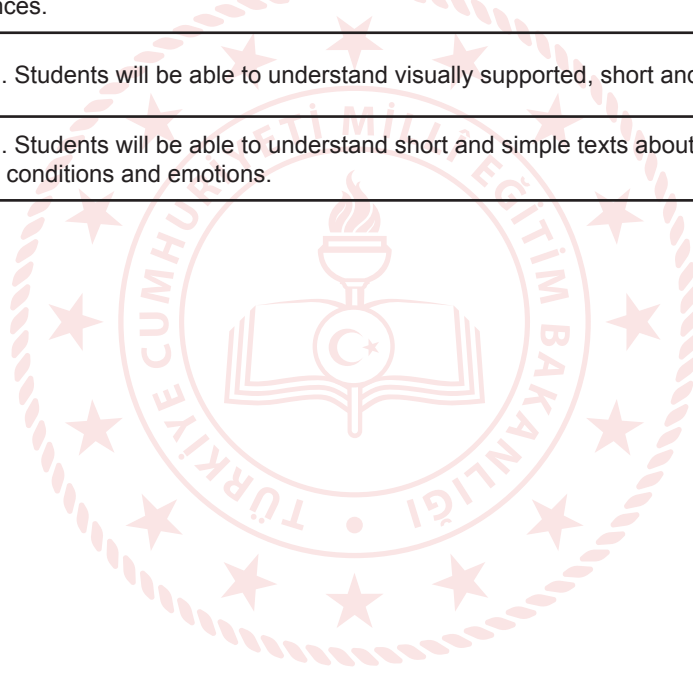 nces.
. Students will be able to understand visually supported, short and
. Students will be able to understand short and simple texts about
conditions and emotions.
TÜRKİYE CUMHURİYETİ MİLLÎ EĞİTİM BAKANLIĞI